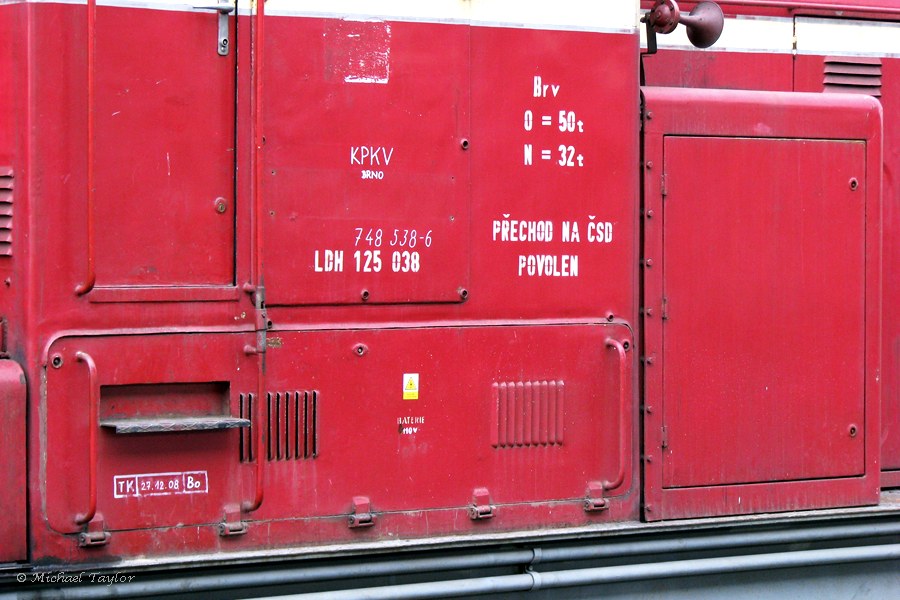 Brv
O = 50t
N = 32t
KPKV
BRNO
748 538-6
LDH 125 038
PŘECHOD NA ČSD
POVOLEN
BATERIE
110V
TK 27.12.08 Bo
© Michael Taylor